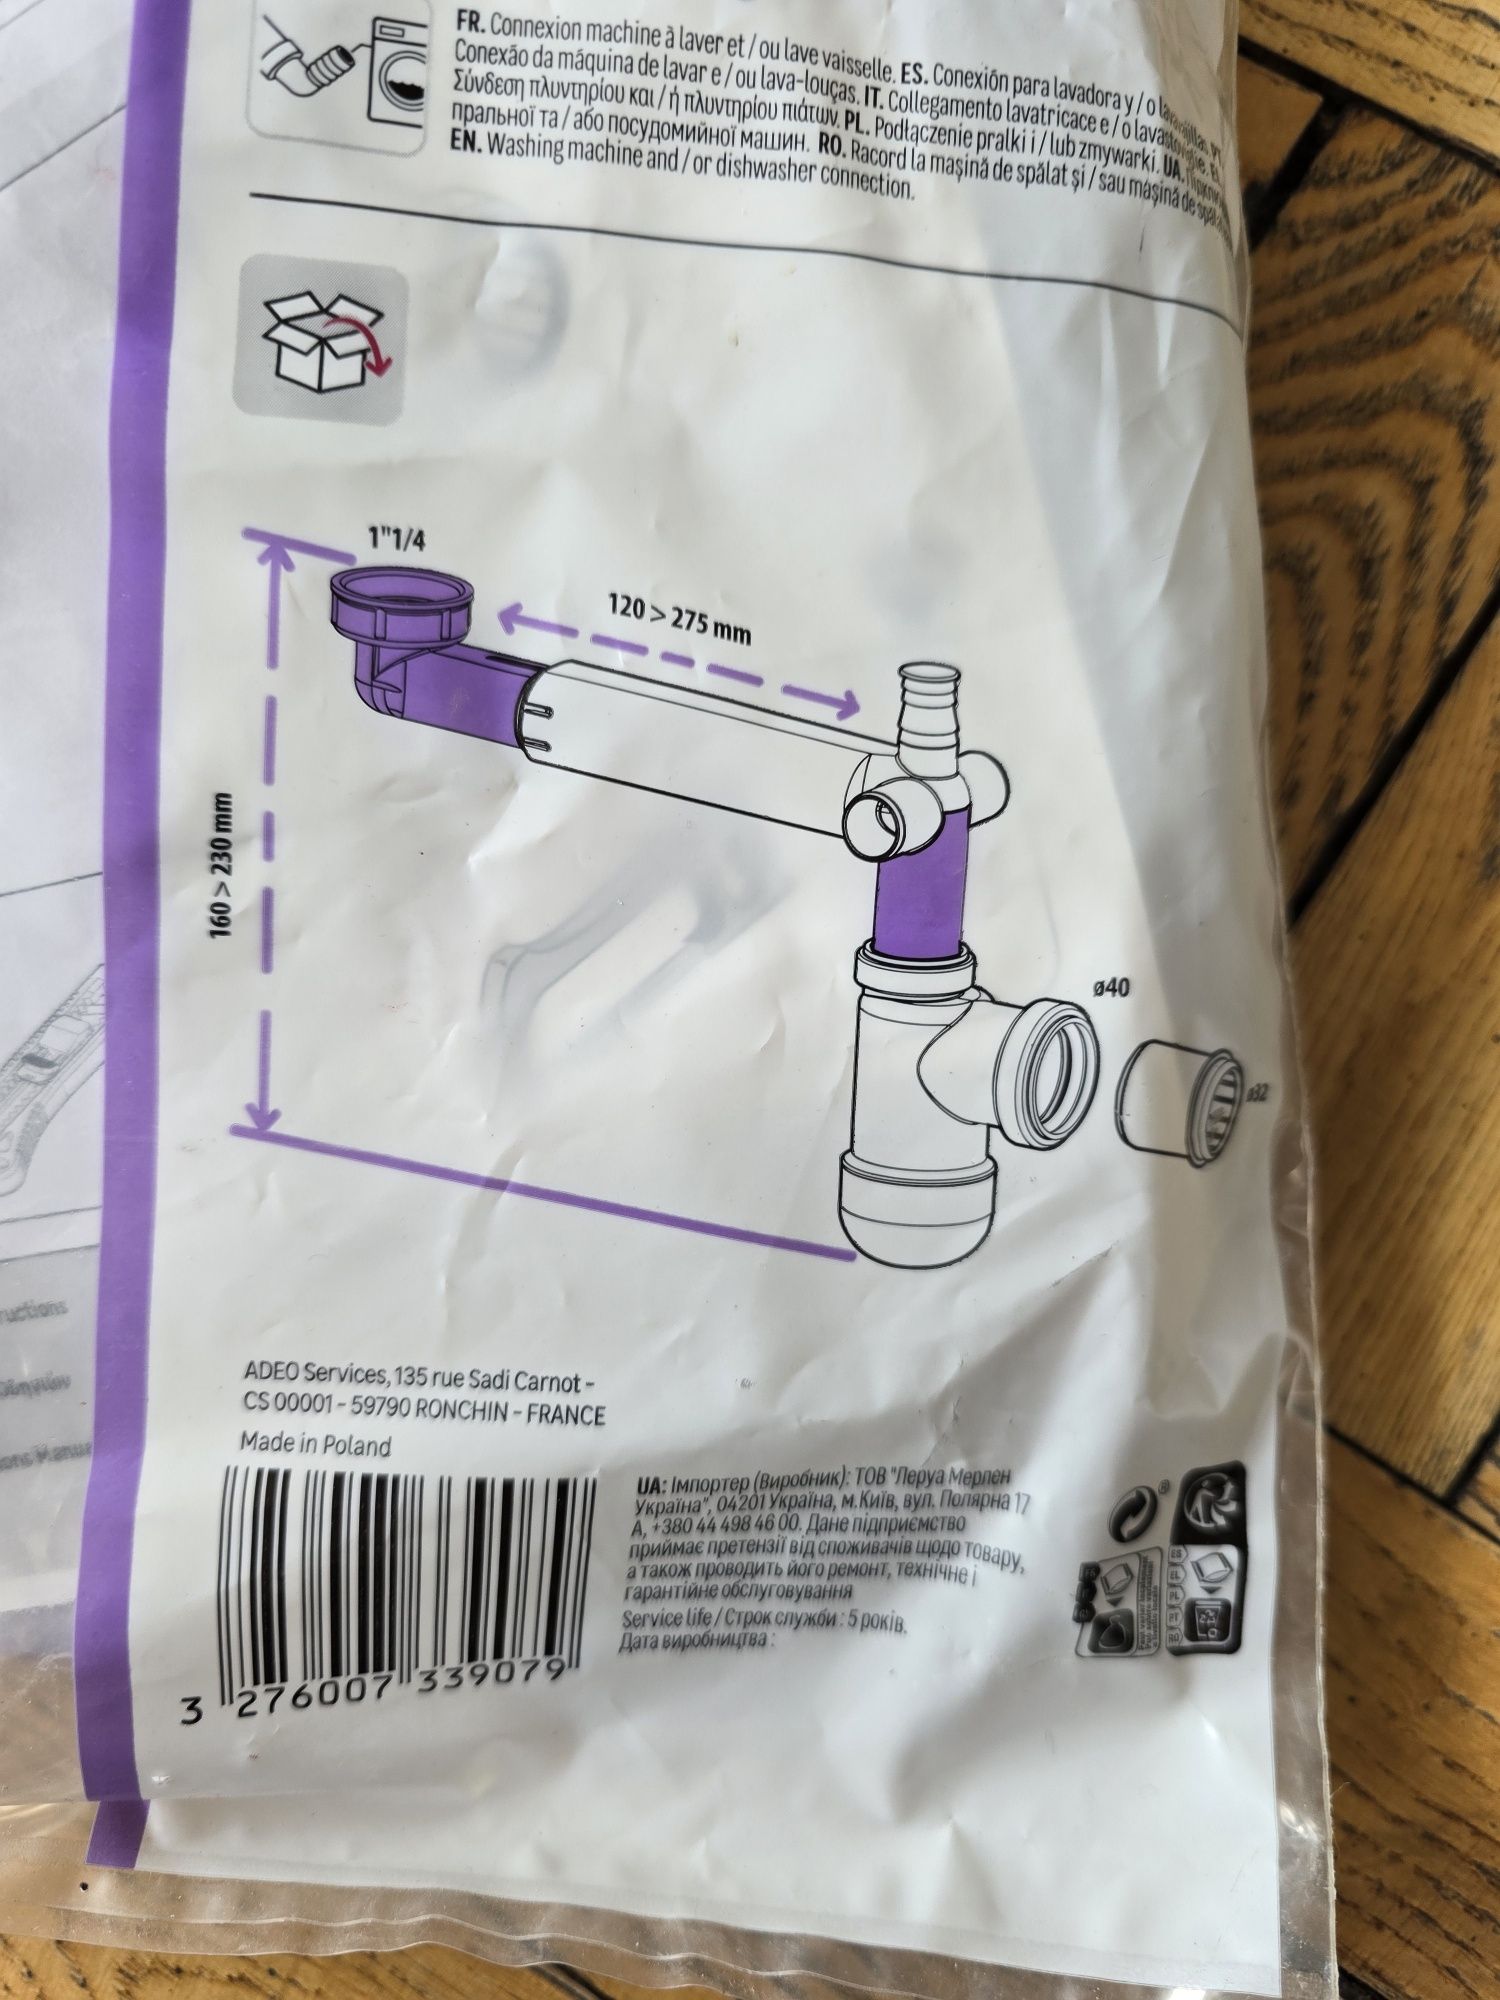 FR. Connexion machine à laver et / ou lave vaisselle. ES. Conexión para lavadora y / o
Conexão da máquina de lavar e / ou lava-louças. IT. Collegamento lavatricace e / o lavastoviglie.
Σύνδεση πλυντηρίου και / ή πλυντηρίου πιάτων. PL. Podłączenie pralki i / lub zmywarki. UA.
пральної та / або посудомийної машин. RO. Racord la mașină de spălat și / sau mașină de
EN. Washing machine and / or dishwasher connection.
1"1/4
120 > 275 mm
160 > 230 mm
ø40
ø32
ADEO Services, 135 rue Sadi Carnot -
CS 00001 - 59790 RONCHIN - FRANCE
Made in Poland
3 276007 339079
UA: Імпортер (Виробник): ТОВ "Леруа Мерлен
Україна", 04201 Україна, м.Київ, вул. Полярна 17
А, +380 44 498 46 00. Дане підприємство
приймає претензії від споживачів щодо товару,
а також проводить його ремонт, технічне і
гарантійне обслуговування
Service life / Строк служби : 5 років.
Дата виробництва :